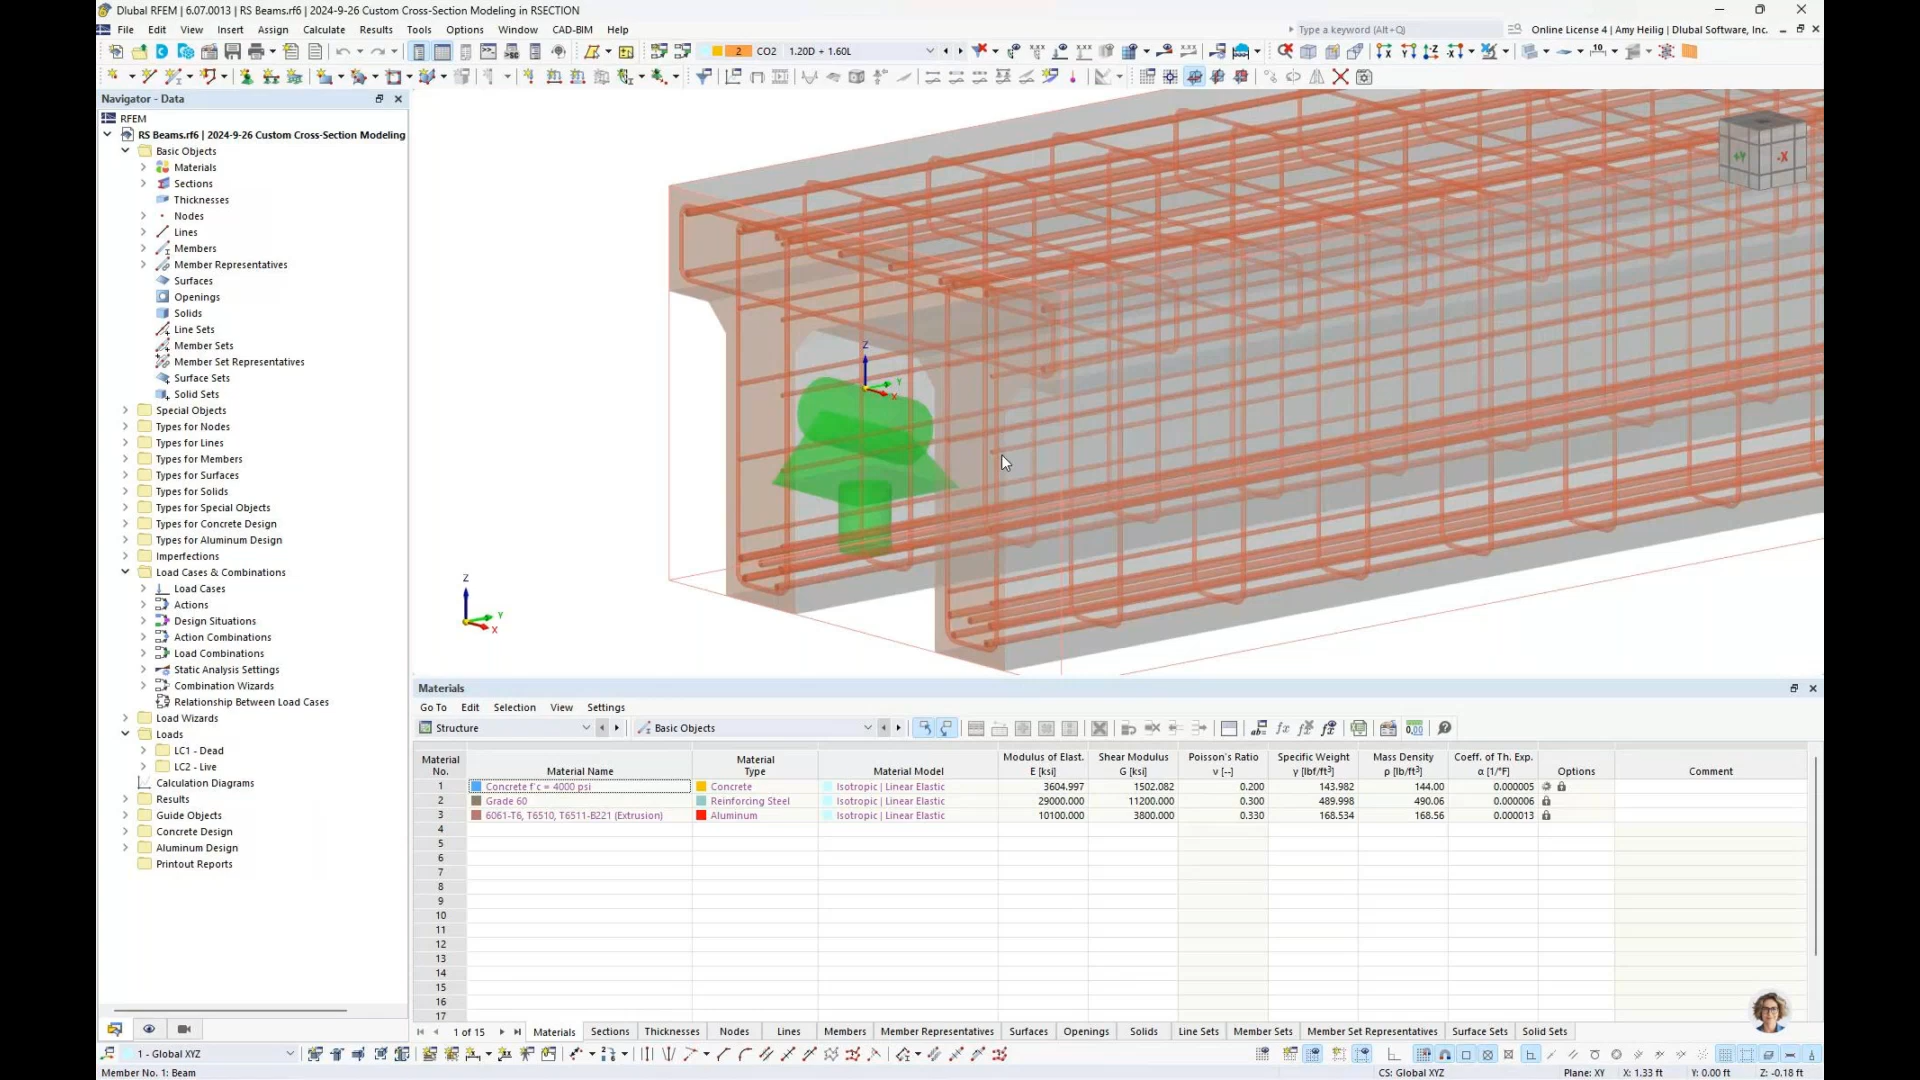 Dlubal RFEM | 6.07.0013 | RS Beams.rf6 | 2024-9-26 Custom Cross-Section Modeling in RSECTION
File Edit View Insert Assign Calculate Results Tools Options Window CAD-BIM Help
Type a keyword (Alt+Q)
Online License 4 | Amy Heilig | Dlubal Software, Inc.
2 CO2 1.20D + 1.60L
Navigator - Data
RFEM
RS Beams.rf6 | 2024-9-26 Custom Cross-Section Modeling
Basic Objects
Materials
Sections
Thicknesses
Nodes
Lines
Members
Member Representatives
Surfaces
Openings
Solids
Line Sets
Member Sets
Member Set Representatives
Surface Sets
Solid Sets
Special Objects
Types for Nodes
Types for Lines
Types for Members
Types for Surfaces
Types for Solids
Types for Special Objects
Types for Concrete Design
Types for Aluminum Design
Imperfections
Load Cases & Combinations
Load Cases
Actions
Design Situations
Action Combinations
Load Combinations
Static Analysis Settings
Combination Wizards
Relationship Between Load Cases
Load Wizards
Loads
LC1 - Dead
LC2 - Live
Calculation Diagrams
Results
Guide Objects
Concrete Design
Aluminum Design
Printout Reports
+Y -X
Z
Y
X
Z
Y
X
Materials
Go To Edit Selection View Settings
Structure Basic Objects
Material No. Material Name Material Type Material Model Modulus of Elast. E [ksi] Shear Modulus G [ksi] Poisson's Ratio ν [--] Specific Weight γ [lbf/ft³] Mass Density ρ [lb/ft³] Coeff. of Th. Exp. α [1/°F] Options Comment
1 Concrete f'c = 4000 psi Concrete Isotropic | Linear Elastic 3604.997 1502.082 0.200 143.982 144.00 0.000005
2 Grade 60 Reinforcing Steel Isotropic | Linear Elastic 29000.000 11200.000 0.300 489.998 490.06 0.000006
3 6061-T6, T6510, T6511-B221 (Extrusion) Aluminum Isotropic | Linear Elastic 10100.000 3800.000 0.330 168.534 168.56 0.000013
4
5
6
7
8
9
10
11
12
13
14
15
16
17
1 of 15 Materials Sections Thicknesses Nodes Lines Members Member Representatives Surfaces Openings Solids Line Sets Member Sets Member Set Representatives Surface Sets Solid Sets
1 - Global XYZ
Member No. 1: Beam
CS: Global XYZ Plane: XY X: 1.33 ft Y: 0.00 ft Z: -0.18 ft